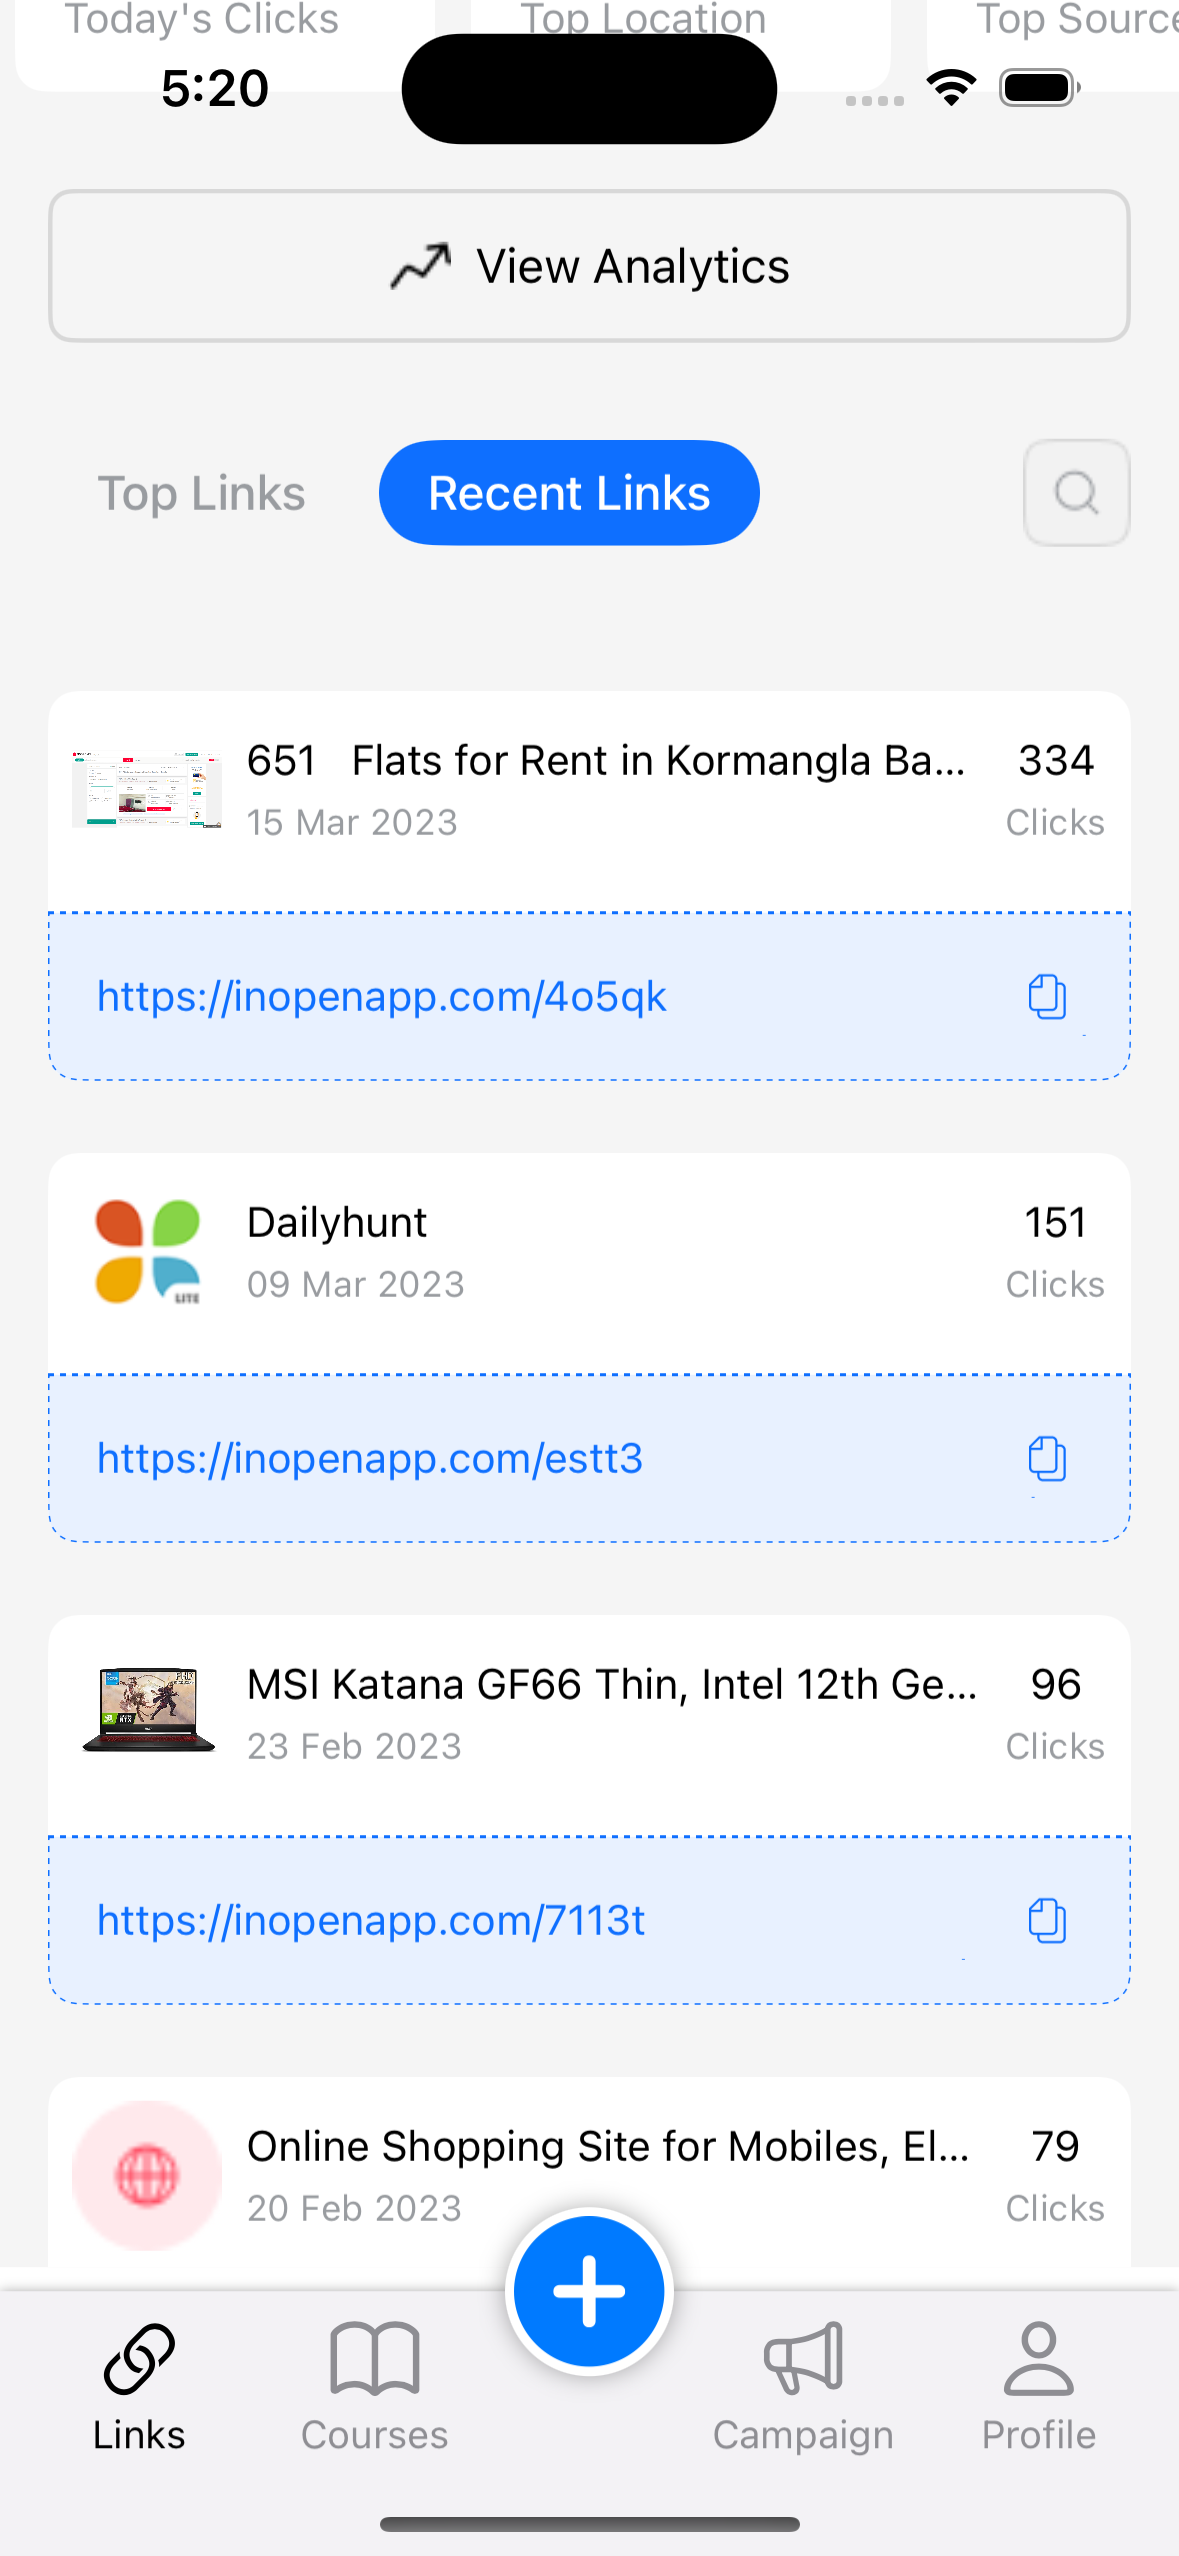 Today's Clicks
Top Location
Top Source
5:20
View Analytics
Top Links
Recent Links
651 Flats for Rent in Kormangla Ba...
334
15 Mar 2023
Clicks
https://inopenapp.com/4o5qk
Dailyhunt
151
09 Mar 2023
Clicks
LITE
https://inopenapp.com/estt3
MSI Katana GF66 Thin, Intel 12th Ge...
96
23 Feb 2023
Clicks
https://inopenapp.com/7113t
Online Shopping Site for Mobiles, El...
79
20 Feb 2023
Clicks
Links
Courses
Campaign
Profile